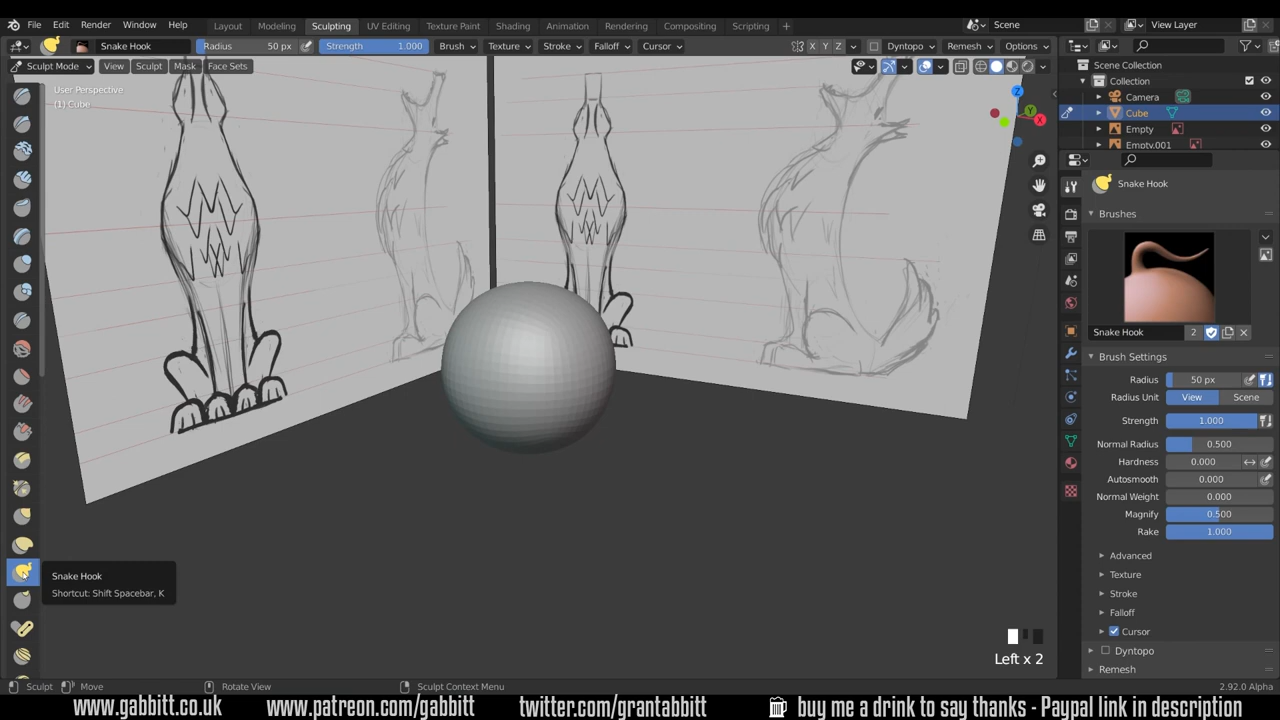 File Edit Render Window Help Layout Modeling Sculpting UV Editing Texture Paint Shading Animation Rendering Compositing Scripting + Scene View Layer
Snake Hook Radius 50 px Strength 1.000 Brush Texture Stroke Falloff Cursor X Y Z Dyntopo Remesh Options
Sculpt Mode View Sculpt Mask Face Sets
User Perspective
(1) Cube
Z
Y
X
Scene Collection
Collection
Camera
Cube
Empty
Empty.001
Snake Hook
Brushes
Snake Hook 2
Brush Settings
Radius 50 px
Radius Unit View Scene
Strength 1.000
Normal Radius 0.500
Hardness 0.000
Autosmooth 0.000
Normal Weight 0.000
Magnify 0.500
Rake 1.000
Advanced
Texture
Stroke
Falloff
Cursor
Dyntopo
Remesh
Snake Hook
Shortcut: Shift Spacebar, K
Left x 2
Sculpt Move Rotate View Sculpt Context Menu 2.92.0 Alpha
www.gabbitt.co.uk www.patreon.com/gabbitt twitter.com/grantabbitt buy me a drink to say thanks - Paypal link in description